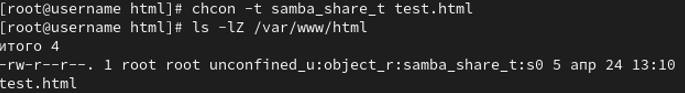 [root@username html]# chcon -t samba_share_t test.html
[root@username html]# ls -lZ /var/www/html
итого 4
-rw-r--r--. 1 root root unconfined_u:object_r:samba_share_t:s0 5 апр 24 13:10
test.html